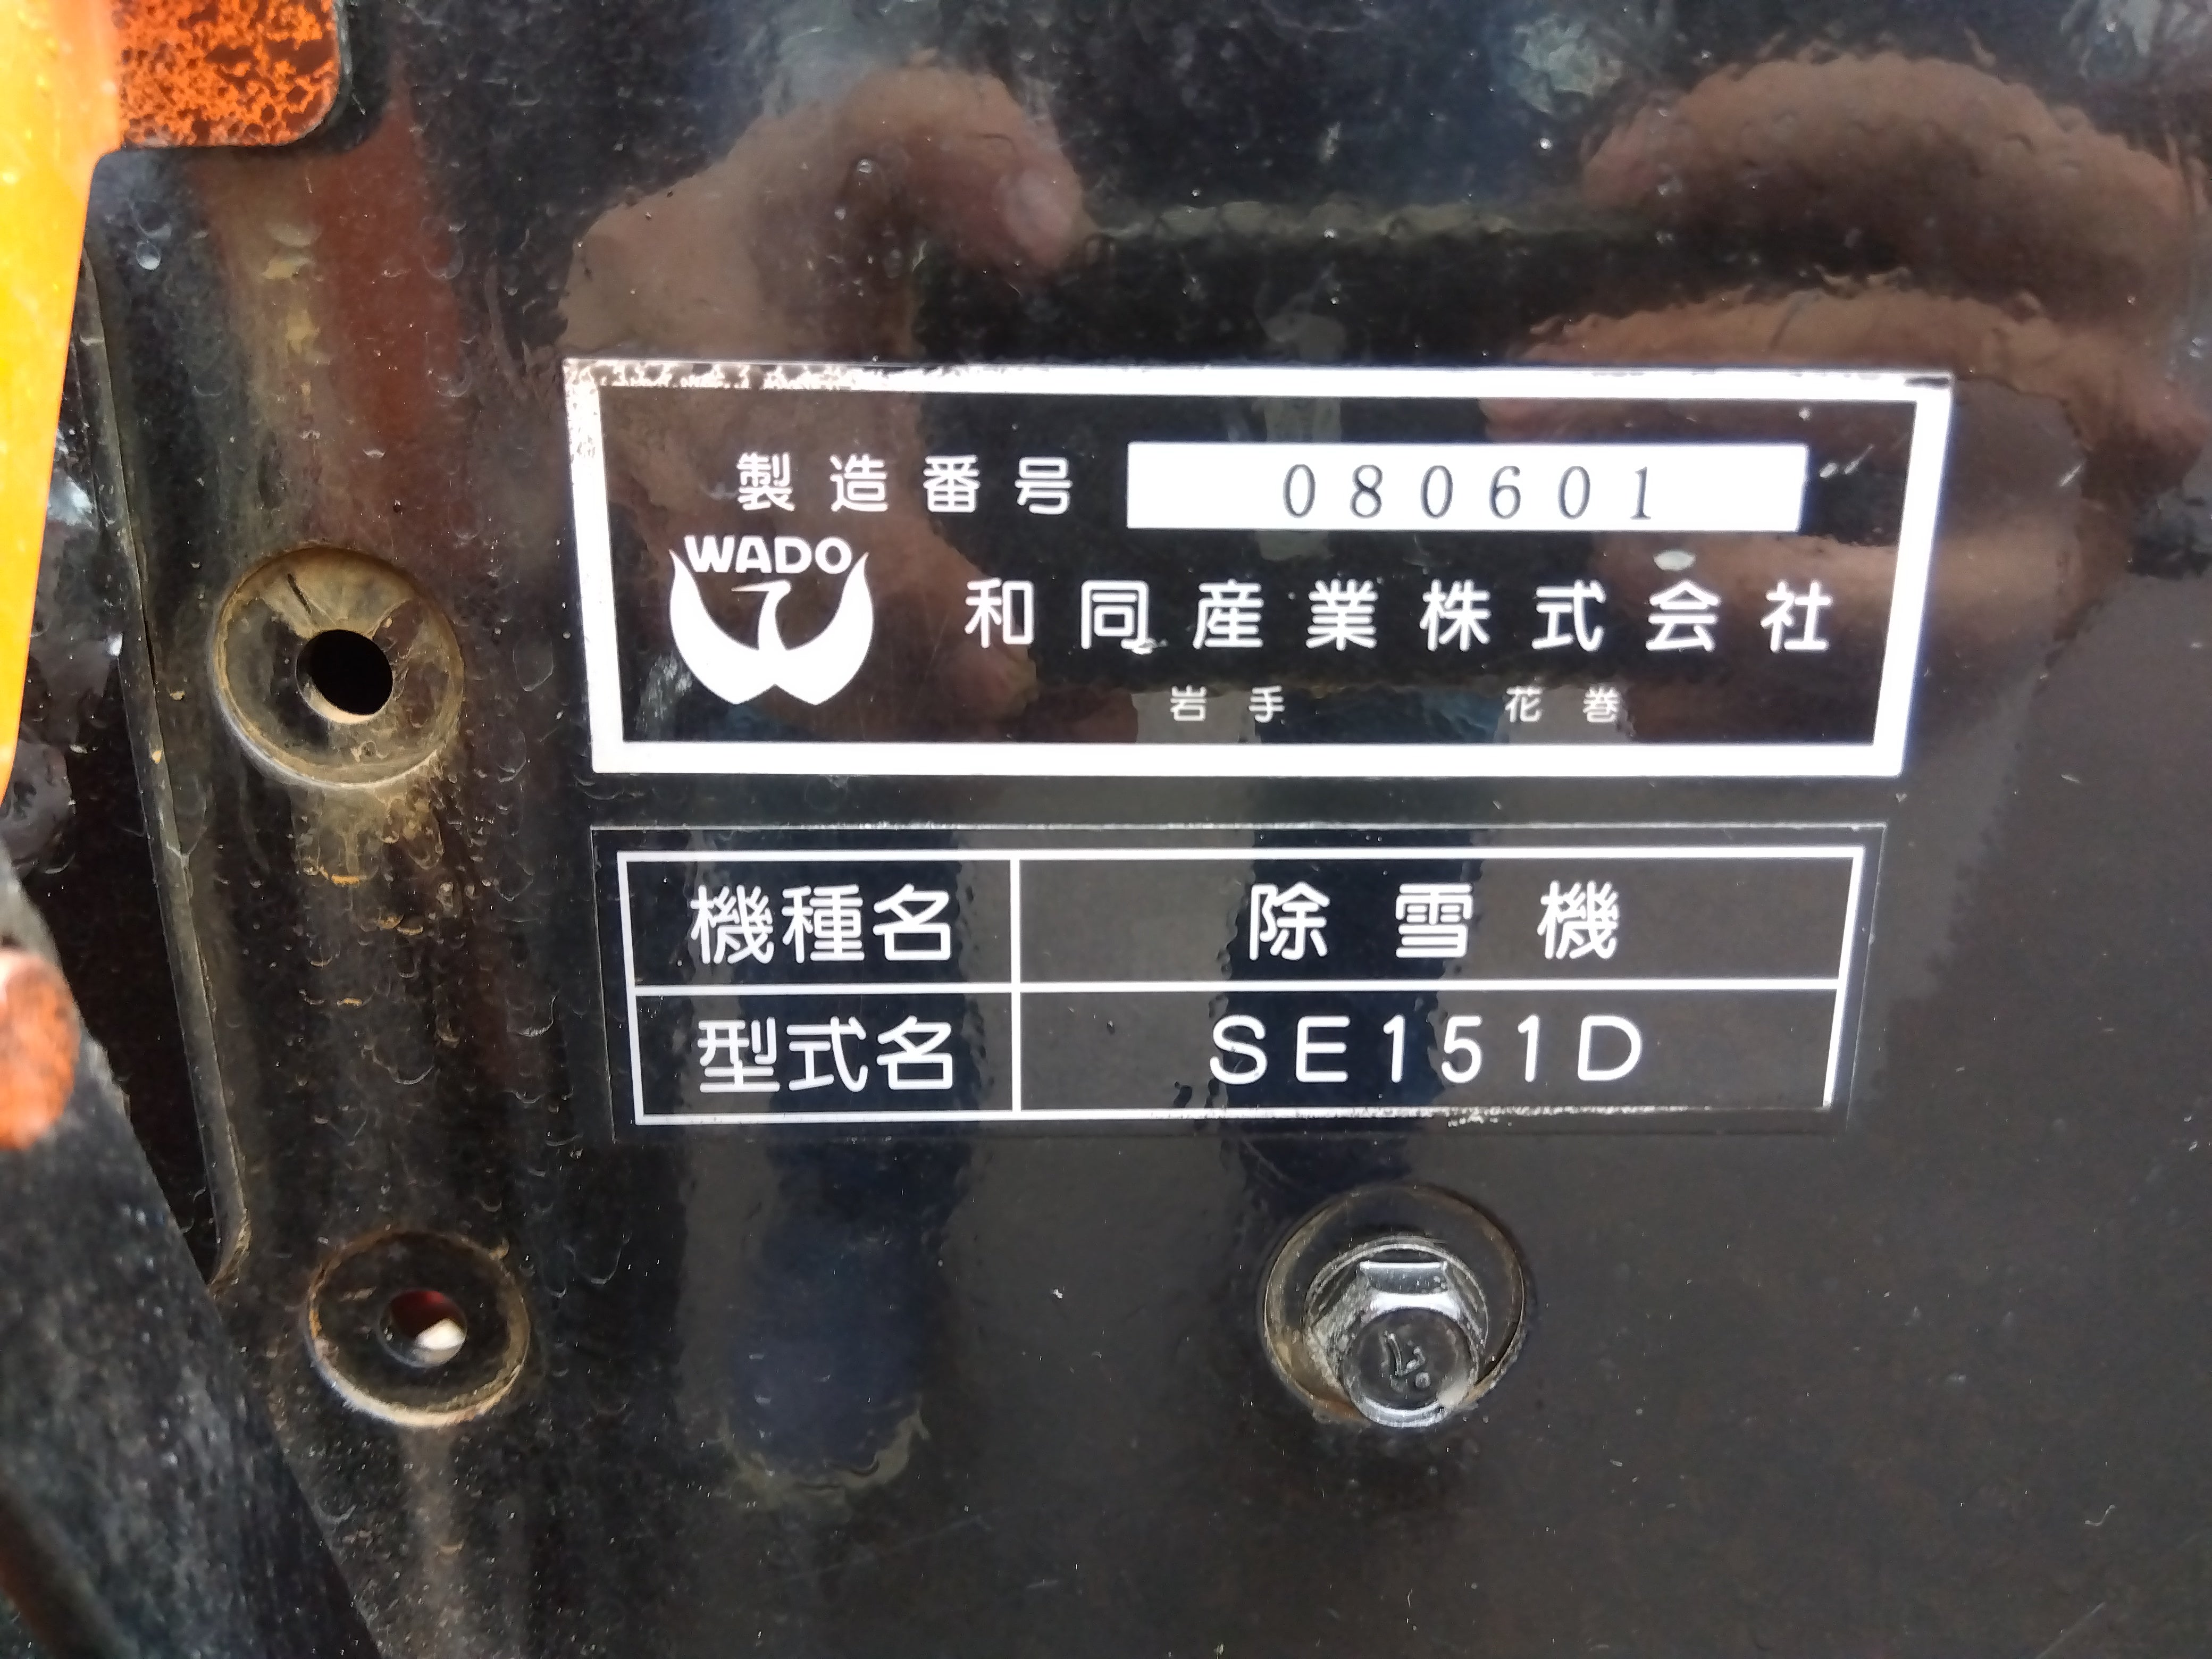 製造番号 080601
WADO
和同産業株式会社
岩手 花巻
機種名 除雪機
型式名 SE151D